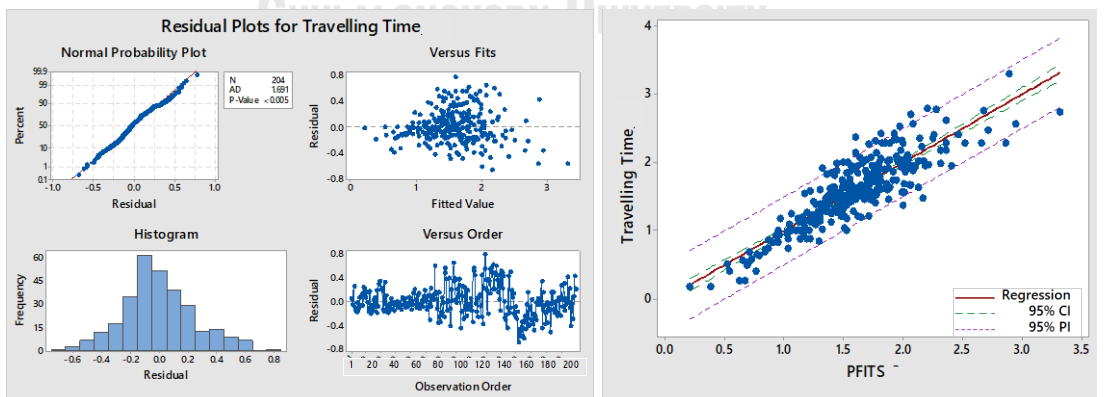 CHULALONGKORN UNIVERSITY
Residual Plots for Travelling Time
Normal Probability Plot
99.9
99
90
50
10
1
0.1
Percent
-1.0 -0.5 0.0 0.5 1.0
Residual
N 204
AD 1.691
P-Value <0.005
Versus Fits
0.8
0.4
0.0
-0.4
-0.8
Residual
0 1 2 3
Fitted Value
Histogram
60
45
30
15
0
Frequency
-0.6 -0.4 -0.2 0.0 0.2 0.4 0.6 0.8
Residual
Versus Order
0.8
0.4
0.0
-0.4
-0.8
Residual
1 20 40 60 80 100 120 140 160 180 200
Observation Order
4
3
2
1
0
Travelling Time
0.0 0.5 1.0 1.5 2.0 2.5 3.0 3.5
PFITS
Regression
95% CI
95% PI